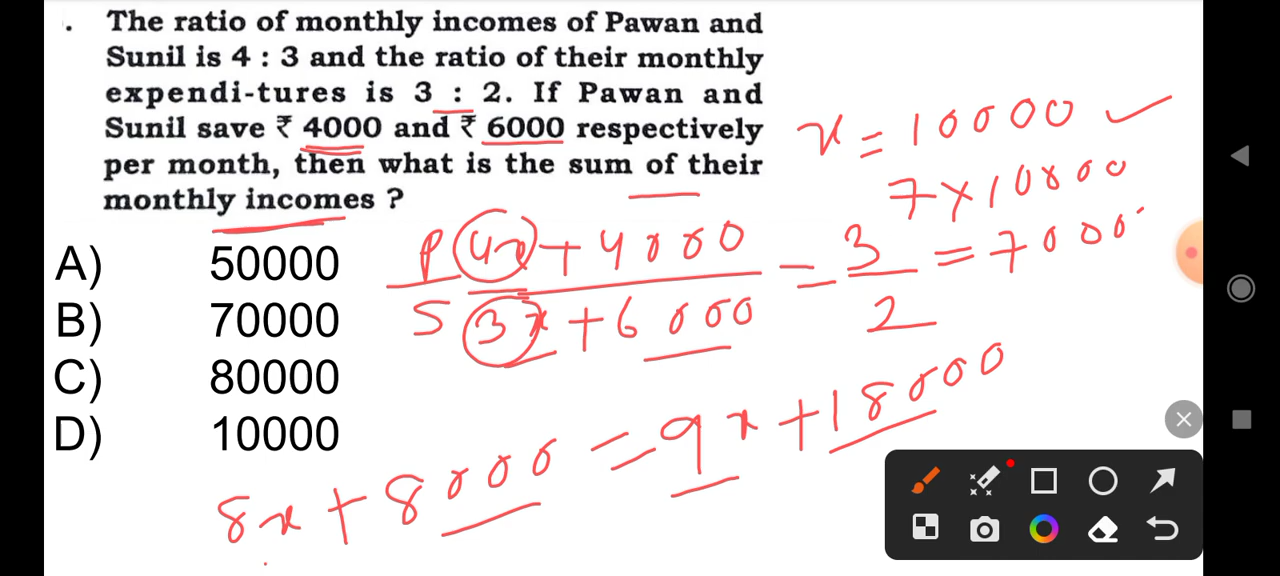 . The ratio of monthly incomes of Pawan and
Sunil is 4 : 3 and the ratio of their monthly
expendi-tures is 3 : 2. If Pawan and
Sunil save ₹ 4000 and ₹ 6000 respectively
per month, then what is the sum of their
monthly incomes ?
A) 50000
B) 70000
C) 80000
D) 10000
x = 10000 ✓
7 x 10000
P 4x + 4000
S 3x + 6000
= 3
2
= 7000
8x + 8000 = 9x + 18000